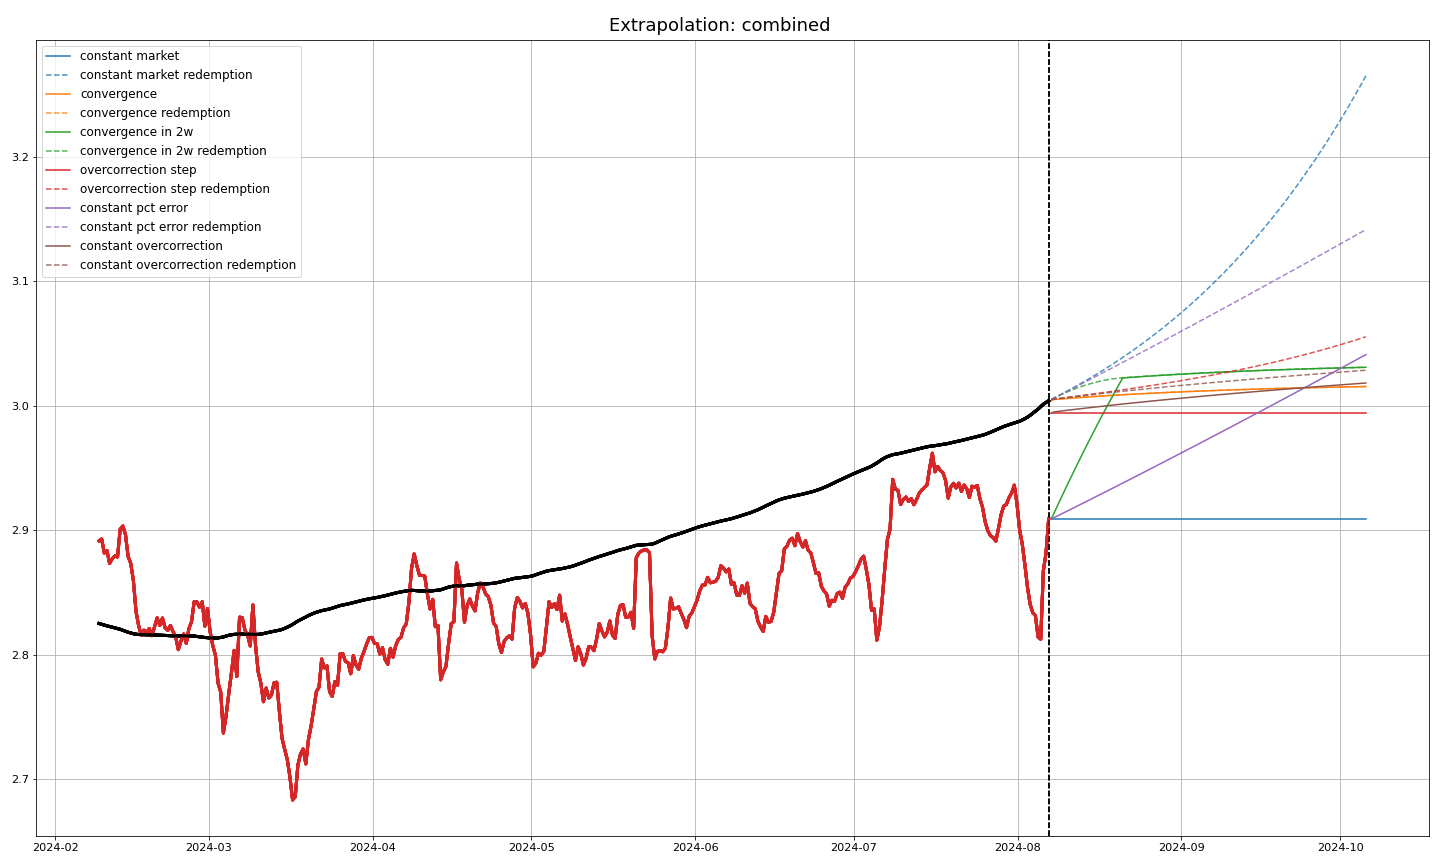 Extrapolation: combined
constant market
constant market redemption
convergence
convergence redemption
convergence in 2w
convergence in 2w redemption
overcorrection step
overcorrection step redemption
constant pct error
constant pct error redemption
constant overcorrection
constant overcorrection redemption
3.2
3.1
3.0
2.9
2.8
2.7
2024-02 2024-03 2024-04 2024-05 2024-06 2024-07 2024-08 2024-09 2024-10